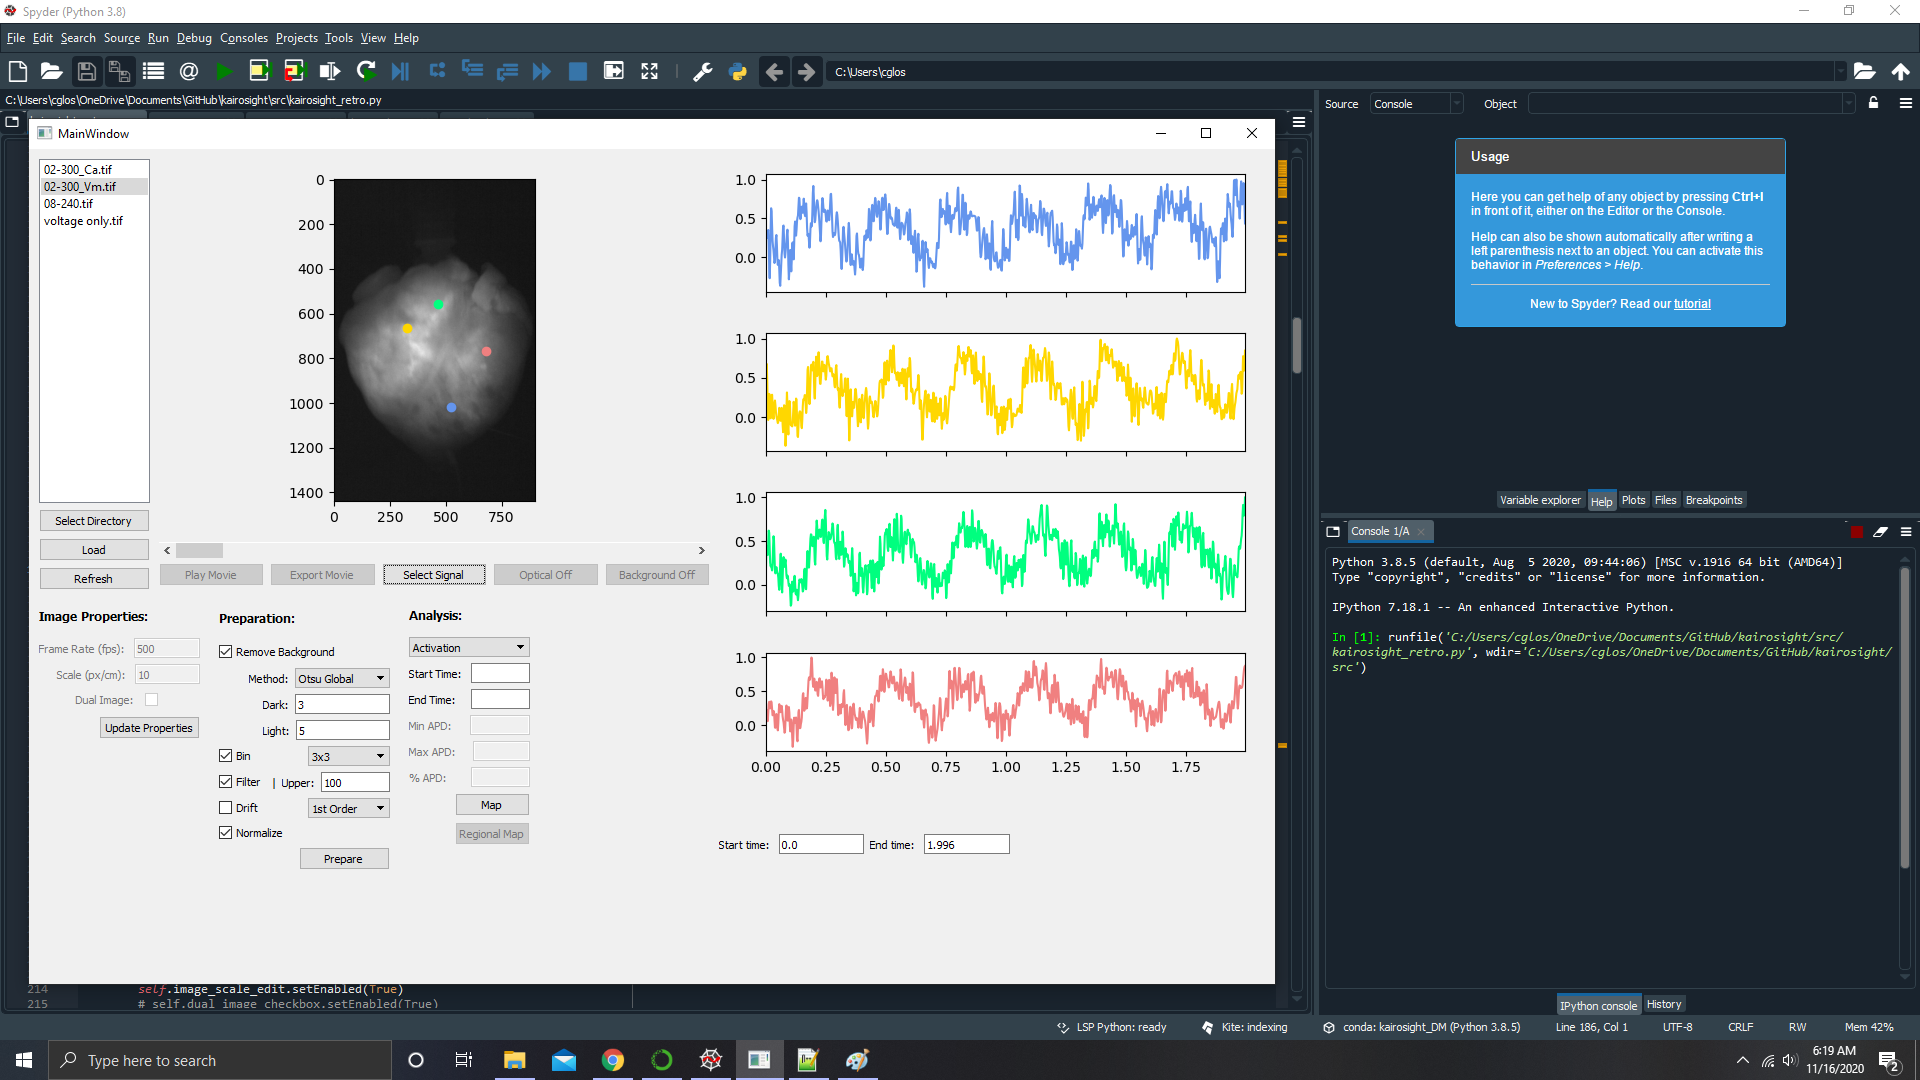 Spyder (Python 3.8)
File Edit Search Source Run Debug Consoles Projects Tools View Help
C:\Users\cglos
C:\Users\cglos\OneDrive\Documents\GitHub\kairosight\src\kairosight_retro.py
MainWindow
02-300_Ca.tif
02-300_Vm.tif
08-240.tif
voltage only.tif
Select Directory
Load
Refresh
0
200
400
600
800
1000
1200
1400
0 250 500 750
< >
Play Movie Export Movie Select Signal Optical Off Background Off
Image Properties:
Frame Rate (fps): 500
Scale (px/cm): 10
Dual Image:
Update Properties
Preparation:
Remove Background
Method: Otsu Global
Dark: 3
Light: 5
Bin 3x3
Filter | Upper: 100
Drift 1st Order
Normalize
Prepare
Analysis:
Activation
Start Time:
End Time:
Min APD:
Max APD:
% APD:
Map
Regional Map
1.0
0.5
0.0
1.0
0.5
0.0
1.0
0.5
0.0
1.0
0.5
0.0
0.00 0.25 0.50 0.75 1.00 1.25 1.50 1.75
Start time: 0.0 End time: 1.996
214 self.image_scale_edit.setEnabled(True)
215 # self.dual_image_checkbox.setEnabled(True)
Source Console Object
Usage
Here you can get help of any object by pressing Ctrl+I
in front of it, either on the Editor or the Console.
Help can also be shown automatically after writing a
left parenthesis next to an object. You can activate this
behavior in Preferences > Help.
New to Spyder? Read our tutorial
Variable explorer Help Plots Files Breakpoints
Console 1/A
Python 3.8.5 (default, Aug  5 2020, 09:44:06) [MSC v.1916 64 bit (AMD64)]
Type "copyright", "credits" or "license" for more information.
IPython 7.18.1 -- An enhanced Interactive Python.
In [1]: runfile('C:/Users/cglos/OneDrive/Documents/GitHub/kairosight/src/
kairosight_retro.py', wdir='C:/Users/cglos/OneDrive/Documents/GitHub/kairosight/
src')
IPython console History
LSP Python: ready Kite: indexing conda: kairosight_DM (Python 3.8.5) Line 186, Col 1 UTF-8 CRLF RW Mem 42%
Type here to search
6:19 AM
11/16/2020
2